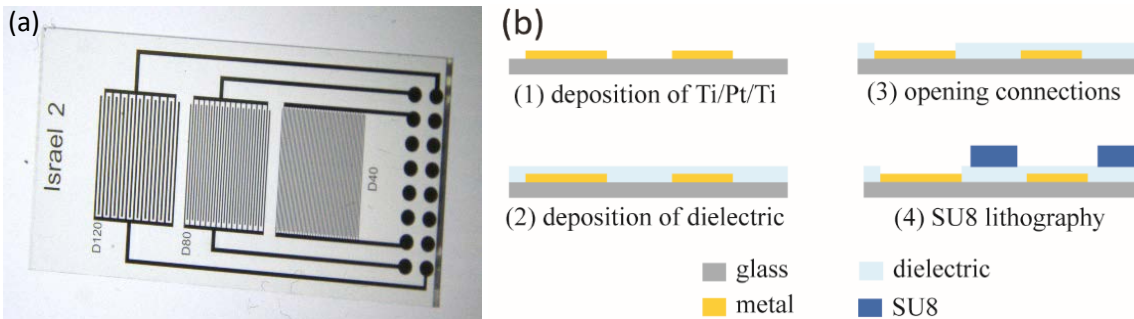 (a)
Israel 2
D120
D80
D40
(b)
(1) deposition of Ti/Pt/Ti
(3) opening connections
(2) deposition of dielectric
(4) SU8 lithography
glass
dielectric
metal
SU8